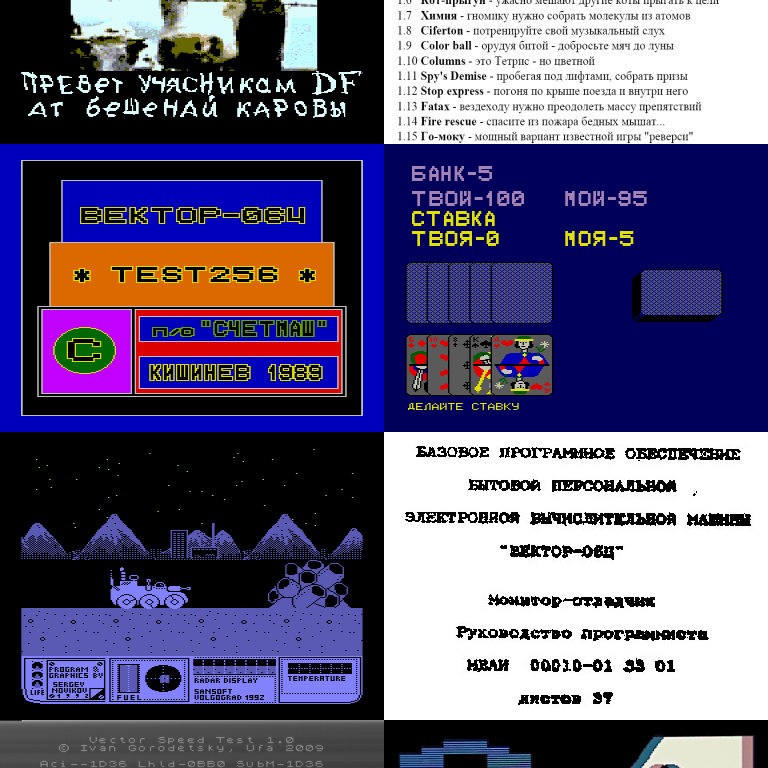 ПРЕВЕТ УЧАСНИКАМ DF
АТ БЕШЕНАЙ КАРОВЫ
1.6 Кот-прыгун - ужасно мешают другие коты прыгать к цели
1.7 Химия - гномику нужно собрать молекулы из атомов
1.8 Ciferton - потренируйте свой музыкальный слух
1.9 Color ball - орудуя битой - добросьте мяч до луны
1.10 Columns - это Тетрис - но цветной
1.11 Spy's Demise - пробегая под лифтами, собрать призы
1.12 Stop express - погоня по крыше поезда и внутри него
1.13 Fatax - вездеходу нужно преодолеть массу препятствий
1.14 Fire rescue - спасите из пожара бедных мышат...
1.15 Го-моку - мощный вариант известной игры "реверси"
ВЕКТОР-06Ц
* TEST256 *
C
п/о "СЧЕТМАШ"
КИШИНЕВ 1989
БАНК-5
ТВОЙ-100 МОЙ-95
СТАВКА
ТВОЯ-0 МОЯ-5
ДЕЛАЙТЕ СТАВКУ
LIFE
PROGRAM &
GRAPHICS BY
SERGEY
NOVIKOV
01992
FUEL
RADAR DISPLAY
SANSOFT
VOLGOGRAD 1992
TEMPERATURE
БАЗОВОЕ ПРОГРАММНОЕ ОБЕСПЕЧЕНИЕ
БЫТОВОЙ ПЕРСОНАЛЬНОЙ
ЭЛЕКТРОННОЙ ВЫЧИСЛИТЕЛЬНОЙ МАШИНЫ
"ВЕКТОР-06Ц"
Монитор-отладчик
Руководство программиста
00010-01 33 01
листов 37
Vector Speed Test 1.0
© Ivan Gorodetsky, Ufa 2009
Aci--1D36 Lhld-0BB0 SubM-1D36